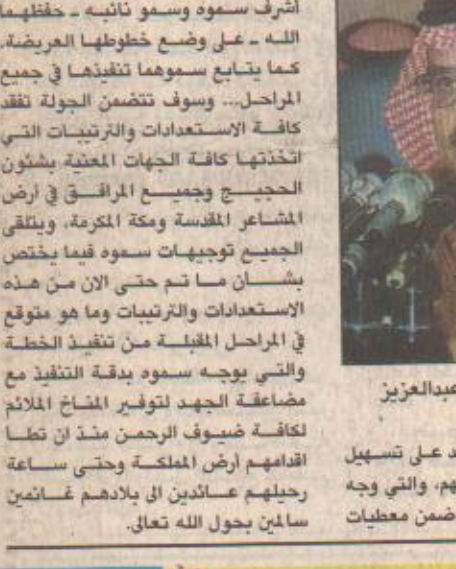 أشرف سموه وسمو نائبه - حفظهما
الله - على وضع خطوطها العريضة،
كما يتابع سموهما تنفيذها في جميع
المراحل... وسوف تتضمن الجولة تفقد
كافة الاستعدادات والترتيبات التي
اتخذتها كافة الجهات المعنية بشئون
الحجيج وجميع المرافق في أرض
المشاعر المقدسة ومكة المكرمة، ويتلقى
الجميع توجيهات سموه فيما يختص
بشان ما تم حتى الان من هذه
الاستعدادات والترتيبات وما هو متوقع
في المراحل المقبلة من تنفيذ الخطة
والتي يوجه سموه بدقة التنفيذ مع
مضاعفة الجهد لتوفير المناخ الملائم
لكافة ضيوف الرحمن منذ ان تطا
اقدامهم أرض المملكة وحتى ساعة
رحيلهم عائدين الى بلادهم غانمين
سالمين بحول الله تعالى.
عبدالعزيز
د على تسهيل
هم، والتي وجه
ضمن معطيات